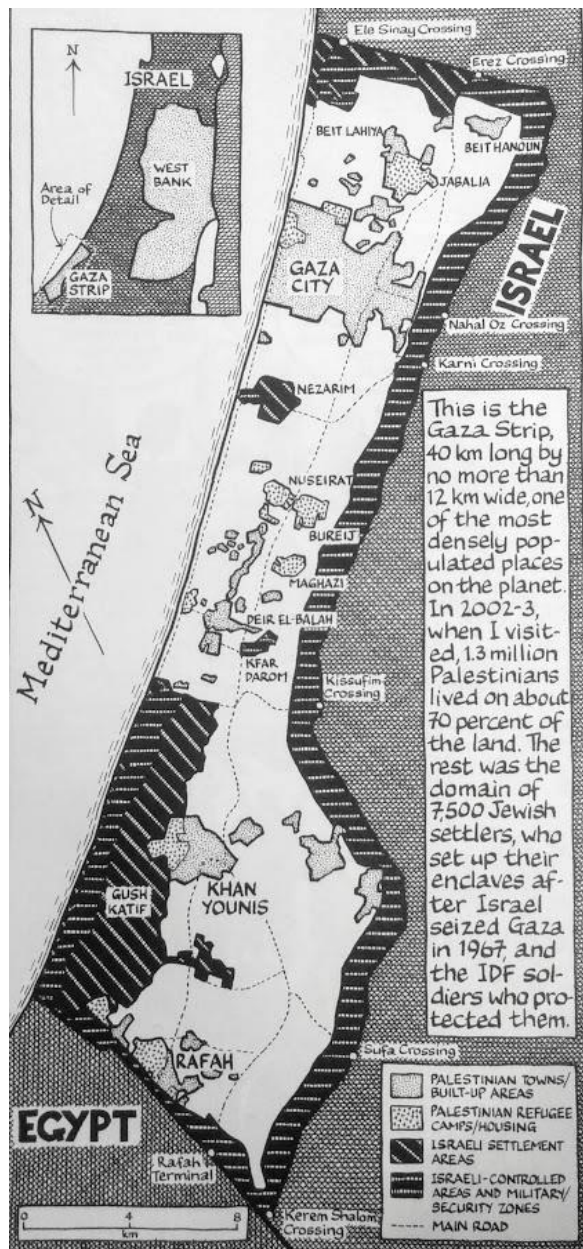 Ele Sinay Crossing
N
ISRAEL
Erez Crossing
BEIT LAHIYA
BEIT HANOUN
WEST
BANK
JABALIA
Area of
Detail
GAZA
STRIP
GAZA
CITY
ISRAEL
Nahal Oz Crossing
Karni Crossing
NEZARIM
This is the
Gaza Strip,
40 km long by
no more than
12 km wide, one
of the most
densely pop-
ulated places
on the planet.
In 2002-3,
when I visit-
ed, 1.3 million
Palestinians
lived on about
70 percent of
the land. The
rest was the
domain of
7,500 Jewish
settlers, who
set up their
enclaves af-
ter Israel
seized Gaza
in 1967, and
the IDF sol-
diers who pro-
tected them.
NUSEIRAT
BUREIJ
MAGHAZI
N
Mediterranean Sea
DEIR EL-BALAH
KFAR
DAROM
Kissufim
Crossing
GUSH
KATIF
KHAN
YOUNIS
RAFAH
Sufa Crossing
EGYPT
Rafah
Terminal
PALESTINIAN TOWNS/
BUILT-UP AREAS
PALESTINIAN REFUGEE
CAMPS/HOUSING
ISRAELI SETTLEMENT
AREAS
ISRAELI-CONTROLLED
AREAS AND MILITARY/
SECURITY ZONES
MAIN ROAD
0 4 8
km
Kerem Shalom
Crossing